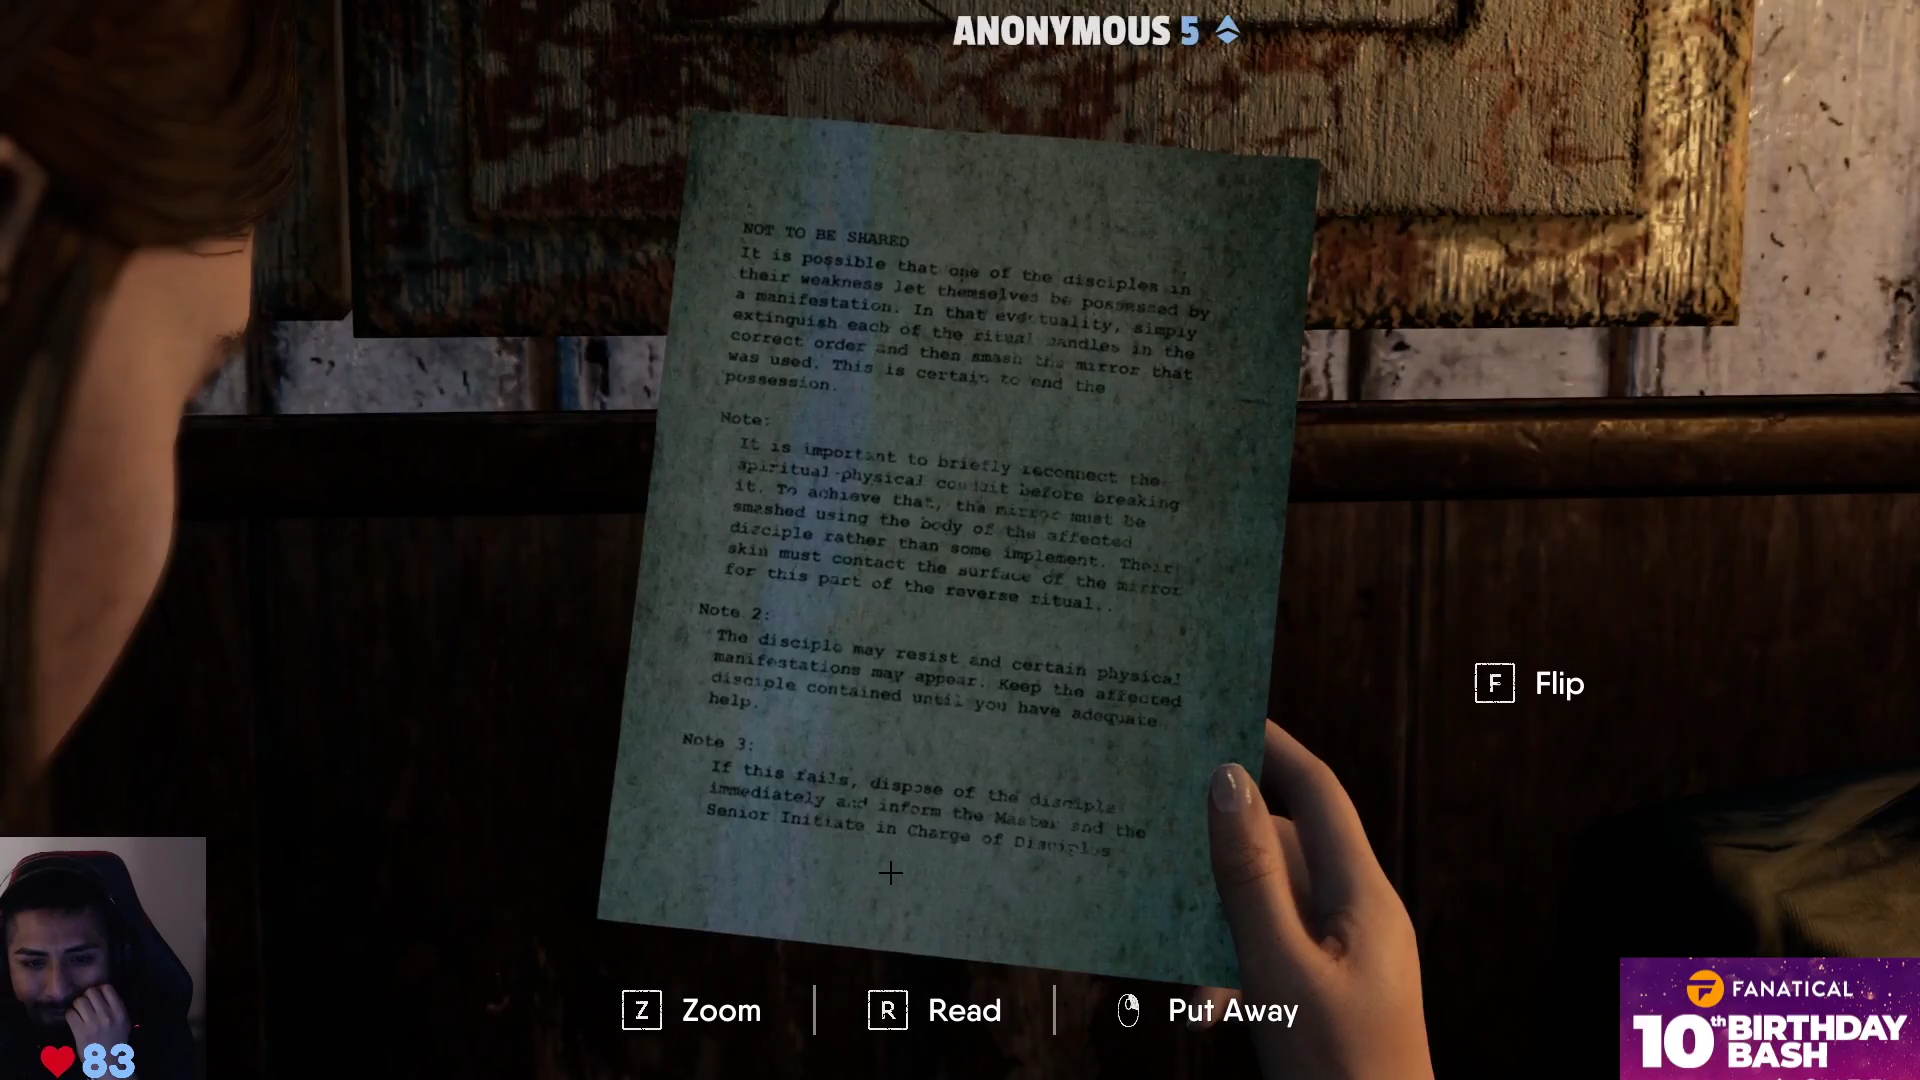 ANONYMOUS 5
NOT TO BE SHARED
It is possible that one of the disciples in
their weakness let themselves be possessed by
a manifestation. In that eventuality, simply
extinguish each of the ritual candles in the
correct order and then smash the mirror that
was used. This is certain to end the
possession.
Note:
It is important to briefly reconnect the
spiritual-physical conduit before breaking
it. To achieve that, the mirror must be
smashed using the body of the affected
disciple rather than some implement. Their
skin must contact the surface of the mirror
for this part of the reverse ritual..
Note 2:
The disciple may resist and certain physical
manifestations may appear. Keep the affected
disciple contained until you have adequate
help.
Note 3:
If this fails, dispose of the disciple
immediately and inform the Master and the
Senior Initiate in Charge of Disciples
F Flip
Z Zoom
R Read
Put Away
83
FANATICAL
10th BIRTHDAY
BASH